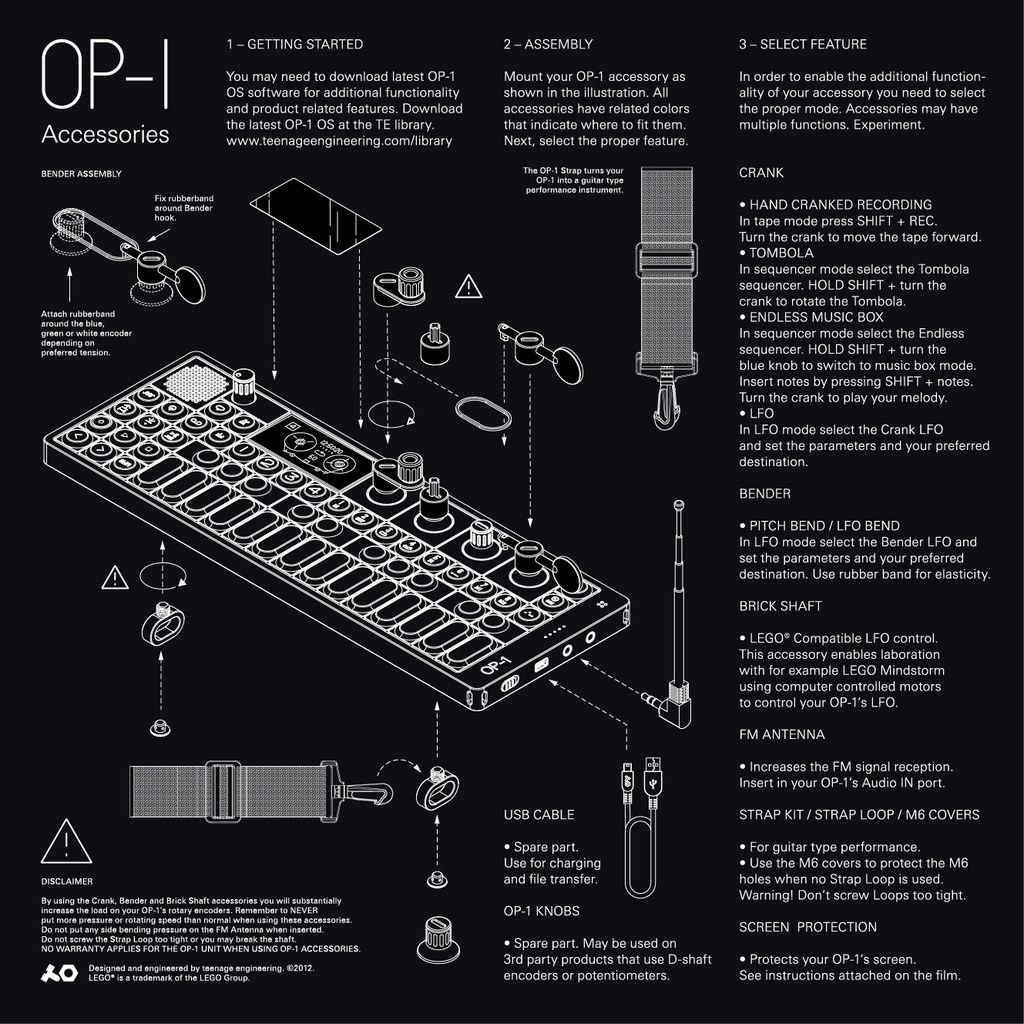 OP-1
Accessories
1 – GETTING STARTED
You may need to download latest OP-1
OS software for additional functionality
and product related features. Download
the latest OP-1 OS at the TE library.
www.teenageengineering.com/library
2 – ASSEMBLY
Mount your OP-1 accessory as
shown in the illustration. All
accessories have related colors
that indicate where to fit them.
Next, select the proper feature.
3 – SELECT FEATURE
In order to enable the additional function-
ality of your accessory you need to select
the proper mode. Accessories may have
multiple functions. Experiment.
BENDER ASSEMBLY
Fix rubberband
around Bender
hook.
Attach rubberband
around the blue,
green or white encoder
depending on
preferred tension.
The OP-1 Strap turns your
OP-1 into a guitar type
performance instrument.
CRANK
• HAND CRANKED RECORDING
In tape mode press SHIFT + REC.
Turn the crank to move the tape forward.
• TOMBOLA
In sequencer mode select the Tombola
sequencer. HOLD SHIFT + turn the
crank to rotate the Tombola.
• ENDLESS MUSIC BOX
In sequencer mode select the Endless
sequencer. HOLD SHIFT + turn the
blue knob to switch to music box mode.
Insert notes by pressing SHIFT + notes.
Turn the crank to play your melody.
• LFO
In LFO mode select the Crank LFO
and set the parameters and your preferred
destination.
BENDER
• PITCH BEND / LFO BEND
In LFO mode select the Bender LFO and
set the parameters and your preferred
destination. Use rubber band for elasticity.
BRICK SHAFT
• LEGO® Compatible LFO control.
This accessory enables laboration
with for example LEGO Mindstorm
using computer controlled motors
to control your OP-1's LFO.
FM ANTENNA
• Increases the FM signal reception.
Insert in your OP-1's Audio IN port.
STRAP KIT / STRAP LOOP / M6 COVERS
• For guitar type performance.
• Use the M6 covers to protect the M6
holes when no Strap Loop is used.
Warning! Don't screw Loops too tight.
SCREEN PROTECTION
• Protects your OP-1's screen.
See instructions attached on the film.
1 2 3 4
OP-1
USB CABLE
• Spare part.
Use for charging
and file transfer.
OP-1 KNOBS
• Spare part. May be used on
3rd party products that use D-shaft
encoders or potentiometers.
DISCLAIMER
By using the Crank, Bender and Brick Shaft accessories you will substantially
increase the load on your OP-1's rotary encoders. Remember to NEVER
put more pressure or rotating speed than normal when using these accessories.
Do not put any side bending pressure on the FM Antenna when inserted.
Do not screw the Strap Loop too tight or you may break the shaft.
NO WARRANTY APPLIES FOR THE OP-1 UNIT WHEN USING OP-1 ACCESSORIES.
Designed and engineered by teenage engineering. ©2012.
LEGO® is a trademark of the LEGO Group.